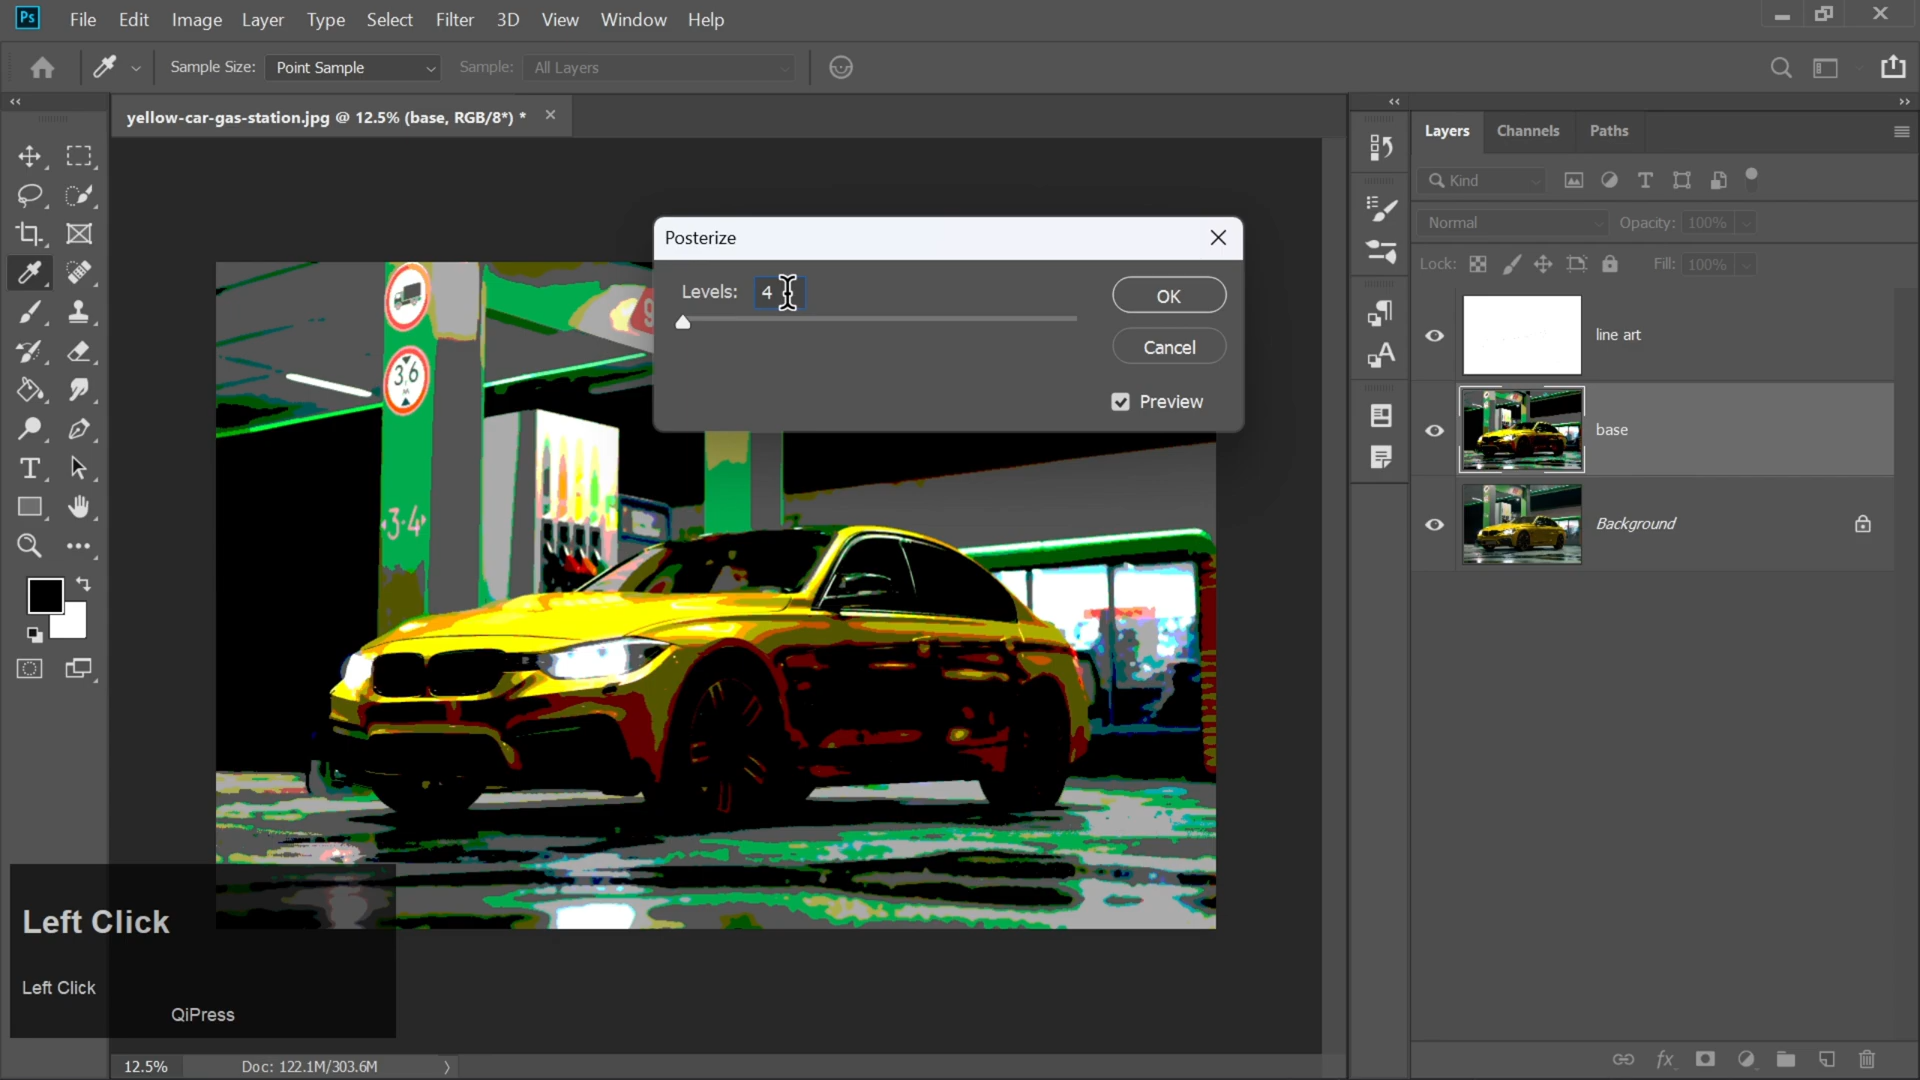 Ps File Edit Image Layer Type Select Filter 3D View Window Help
Sample Size: Point Sample Sample: All Layers
yellow-car-gas-station.jpg @ 12.5% (base, RGB/8*) *
Layers Channels Paths
Kind
Normal Opacity: 100%
Lock: Fill: 100%
line art
base
Background
Posterize
Levels: 4
OK
Cancel
Preview
9
3,6
M
3·4
Left Click
Left Click
QiPress
12.5% Doc: 122.1M/303.6M